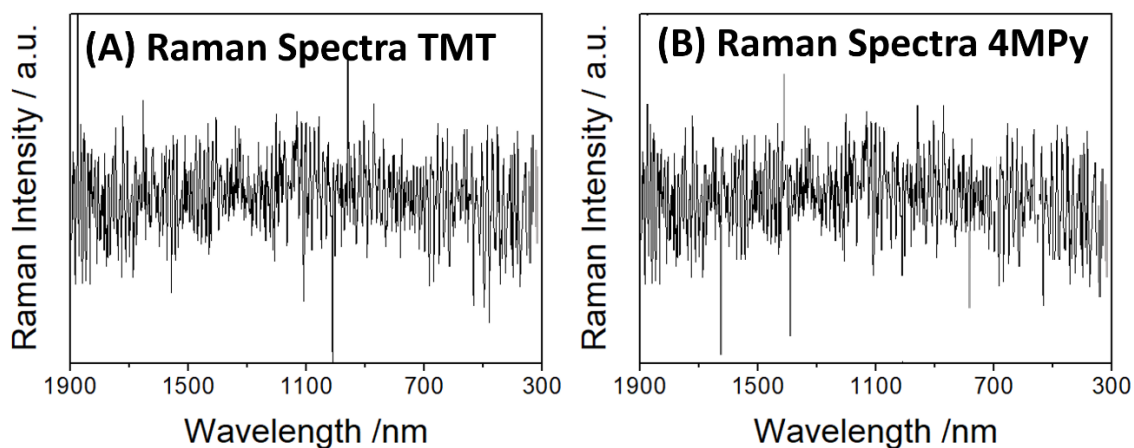 (A) Raman Spectra TMT
Raman Intensity / a.u.
1900 1500 1100 700 300
Wavelength /nm
(B) Raman Spectra 4MPy
Raman Intensity / a.u.
1900 1500 1100 700 300
Wavelength /nm